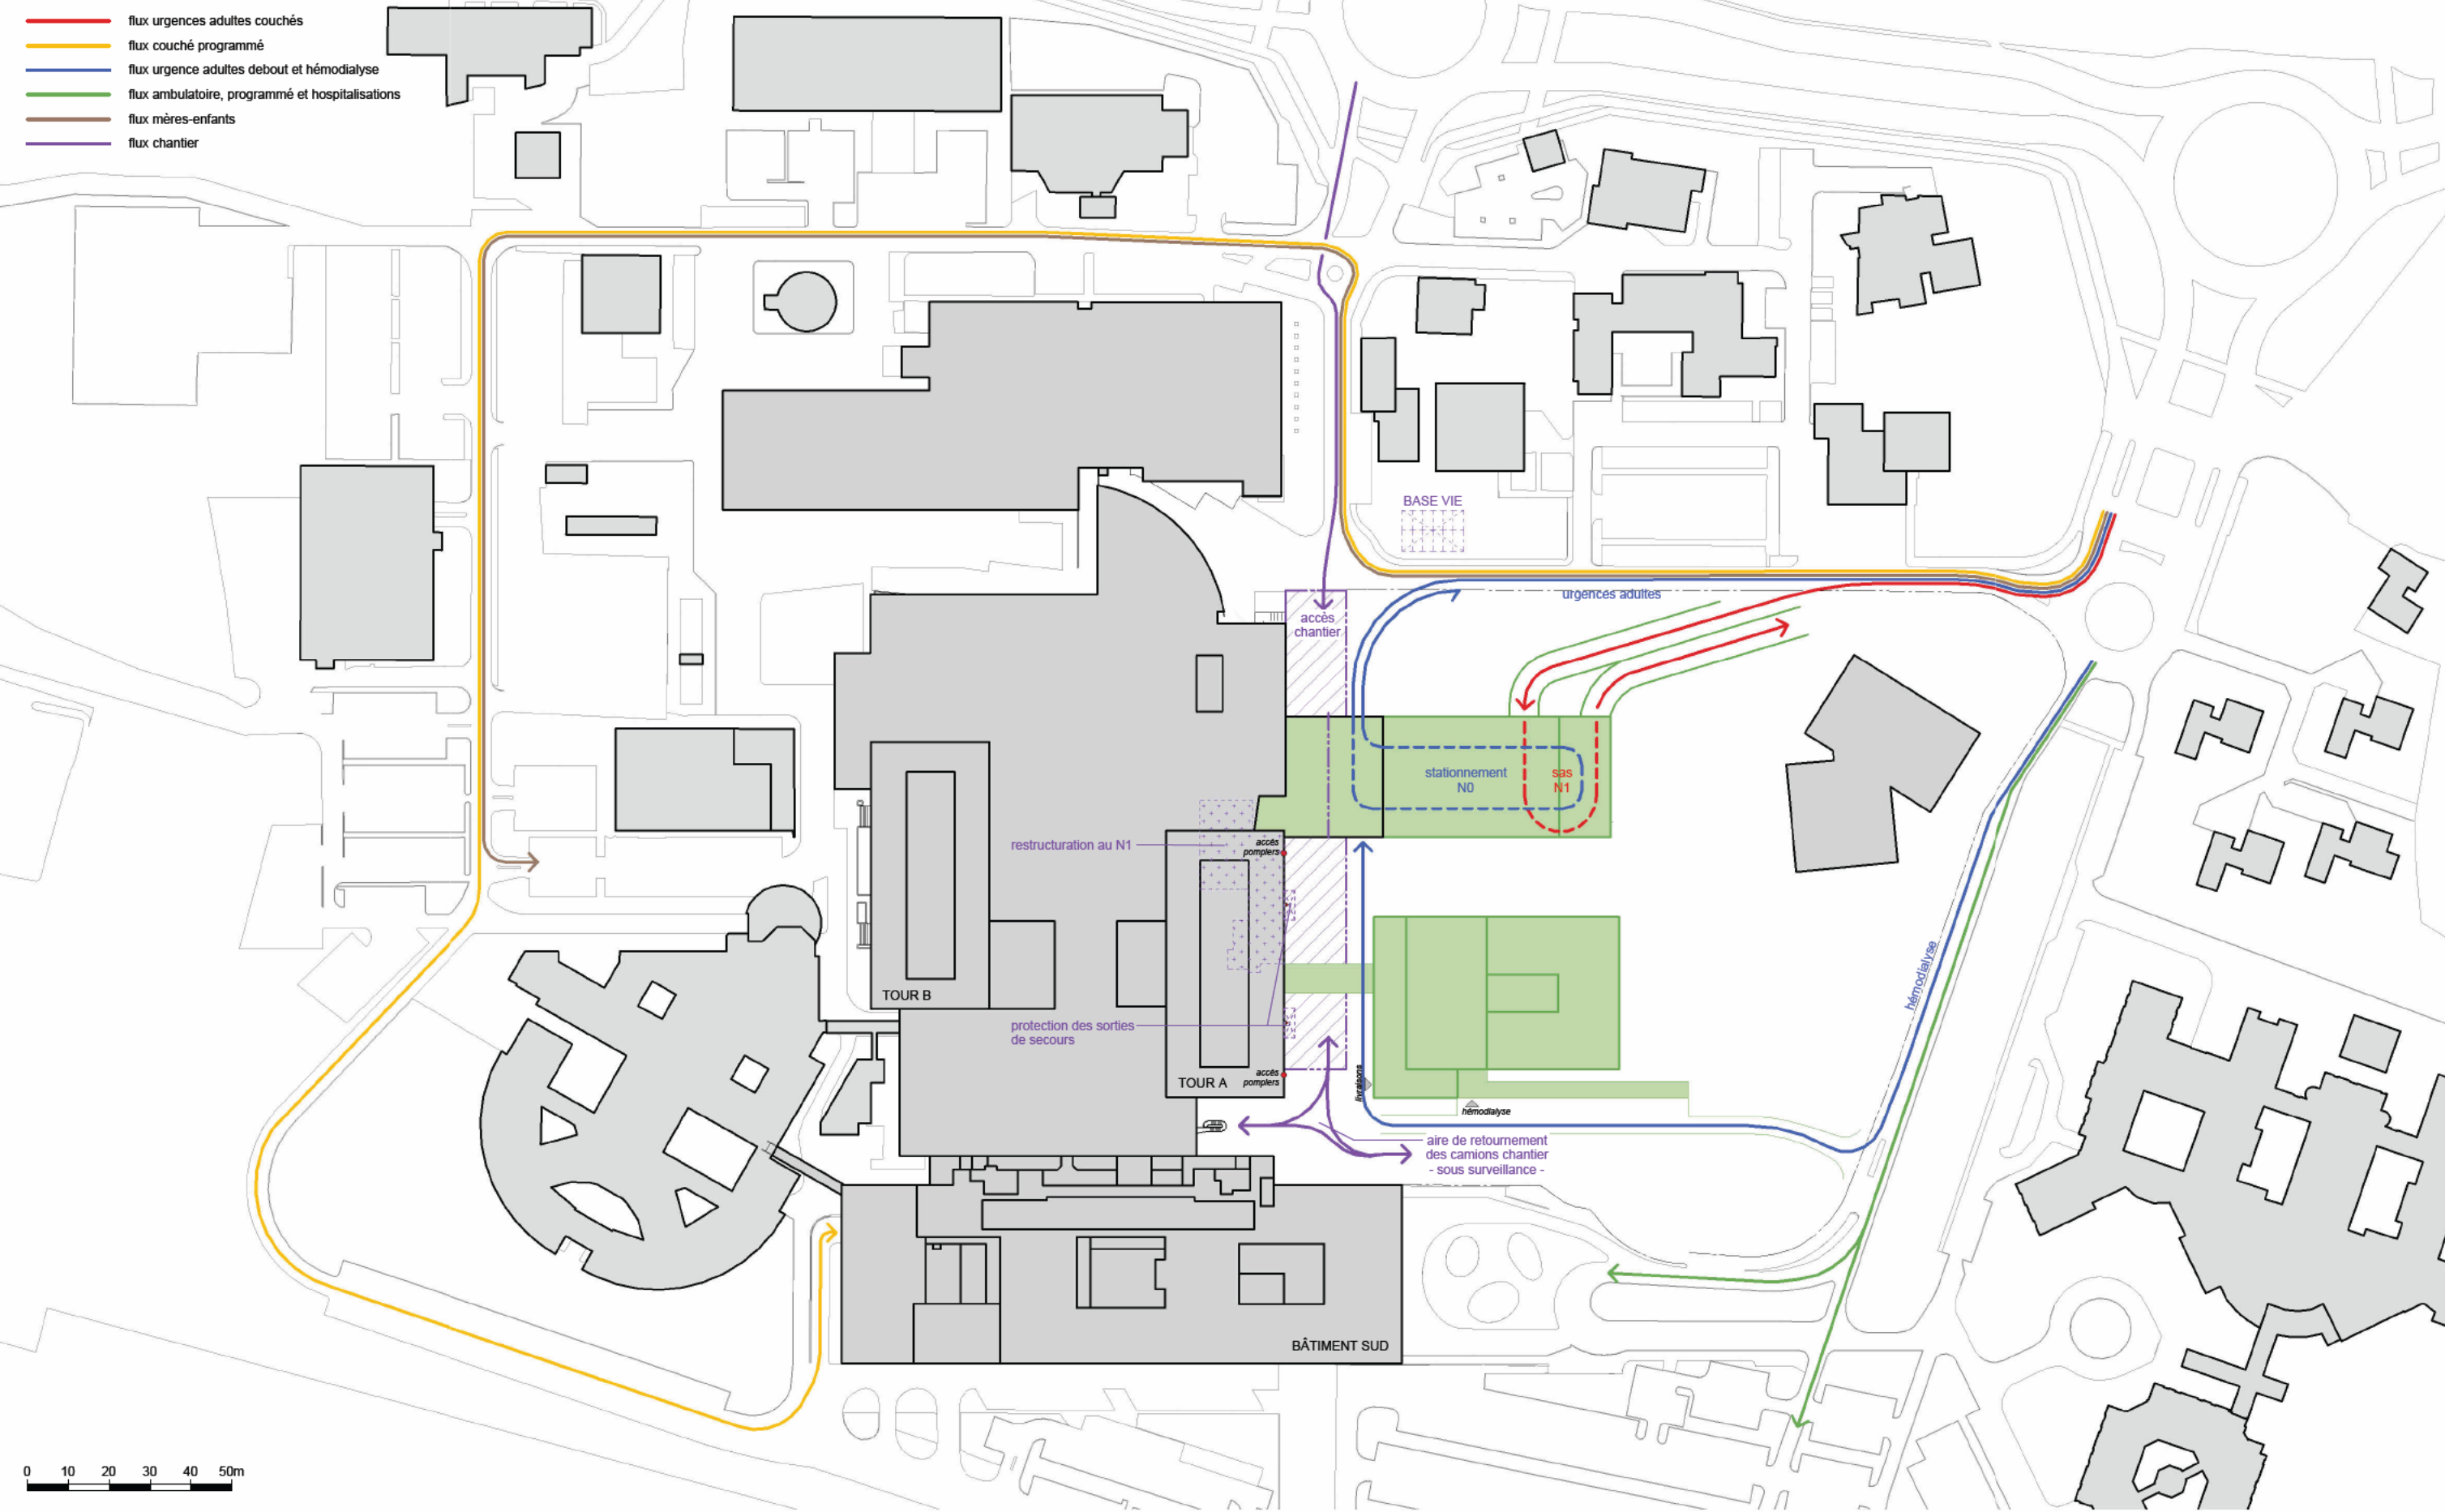 flux urgences adultes couchés
flux couché programmé
flux urgence adultes debout et hémodialyse
flux ambulatoire, programmé et hospitalisations
flux mères-enfants
flux chantier
BASE VIE
urgences adultes
accès
chantier
stationnement
N0
sas
N1
restructuration au N1
accès
pompiers
hémodialyse
TOUR B
protection des sorties
de secours
TOUR A
accès
pompiers
livraisons
hémodialyse
aire de retournement
des camions chantier
- sous surveillance -
BÂTIMENT SUD
0 10 20 30 40 50m